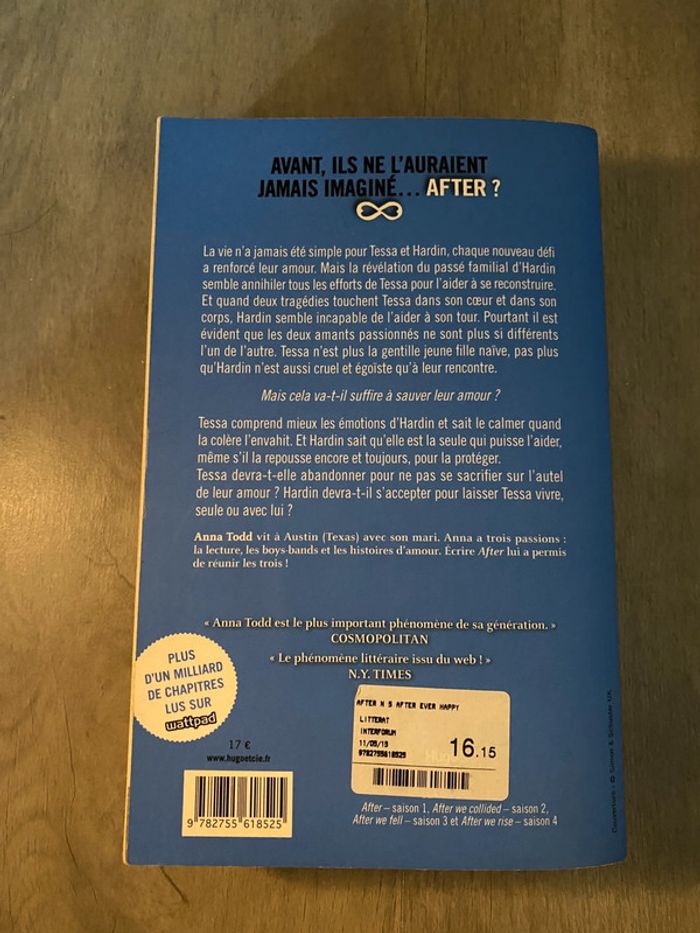 AVANT, ILS NE L'AURAIENT
JAMAIS IMAGINÉ... AFTER ?
La vie n'a jamais été simple pour Tessa et Hardin, chaque nouveau défi
a renforcé leur amour. Mais la révélation du passé familial d'Hardin
semble annihiler tous les efforts de Tessa pour l'aider à se reconstruire.
Et quand deux tragédies touchent Tessa dans son cœur et dans son
corps, Hardin semble incapable de l'aider à son tour. Pourtant il est
évident que les deux amants passionnés ne sont plus si différents
l'un de l'autre. Tessa n'est plus la gentille jeune fille naïve, pas plus
qu'Hardin n'est aussi cruel et égoïste qu'à leur rencontre.
Mais cela va-t-il suffire à sauver leur amour ?
Tessa comprend mieux les émotions d'Hardin et sait le calmer quand
la colère l'envahit. Et Hardin sait qu'elle est la seule qui puisse l'aider,
même s'il la repousse encore et toujours, pour la protéger.
Tessa devra-t-elle abandonner pour ne pas se sacrifier sur l'autel
de leur amour ? Hardin devra-t-il s'accepter pour laisser Tessa vivre,
seule ou avec lui ?
Anna Todd vit à Austin (Texas) avec son mari. Anna a trois passions :
la lecture, les boys-bands et les histoires d'amour. Écrire After lui a permis
de réunir les trois !
« Anna Todd est le plus important phénomène de sa génération. »
COSMOPOLITAN
« Le phénomène littéraire issu du web ! »
N.Y. TIMES
PLUS
D'UN MILLIARD
DE CHAPITRES
LUS SUR
wattpad
17 €
www.hugoetcie.fr
9 782755 618525
AFTER N 5 AFTER EVER HAPPY
LITTERAT
INTERFORUM
9782755618525
16.15
After – saison 1, After we collided – saison 2,
After we fell – saison 3 et After we rise – saison 4
Couverture : © Simon & Schuster UK